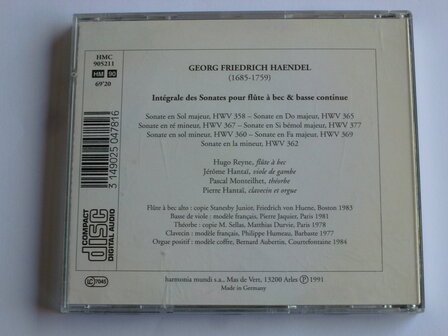 HMC
905211
HM 90
69'20
3 149025 047816
COMPACT
disc
DIGITAL AUDIO
LC 7045
GEORG FRIEDRICH HAENDEL
(1685-1759)
Intégrale des Sonates pour flûte à bec & basse continue
Sonate en Sol majeur, HWV 358 – Sonate en Do majeur, HWV 365
Sonate en ré mineur, HWV 367 – Sonate en Si bémol majeur, HWV 377
Sonate en sol mineur, HWV 360 – Sonate en Fa majeur, HWV 369
Sonate en la mineur, HWV 362
Hugo Reyne, flûte à bec
Jérôme Hantaï, viole de gambe
Pascal Monteilhet, théorbe
Pierre Hantaï, clavecin et orgue
Flûte à bec alto : copie Stanesby Junior, Friedrich von Huene, Boston 1983
Basse de viole : modèle français, Pierre Jaquier, Paris 1981
Théorbe : copie M. Sellas, Matthias Durvie, Paris 1978
Clavecin : modèle français, Philippe Humeau, Barbaste 1977
Orgue positif : modèle coffre, Bernard Aubertin, Courtefontaine 1984
harmonia mundi s.a., Mas de Vert, 13200 Arles Ⓟ 1991
Made in Germany